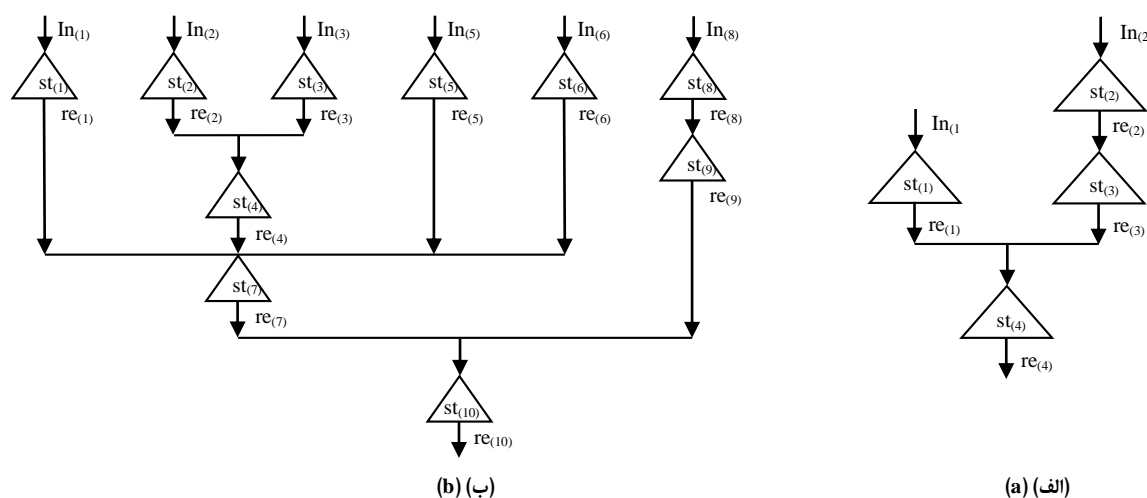 In(1) In(2) In(3) In(5) In(6) In(8)
st(1) st(2) st(3) st(5) st(6) st(8)
re(1) re(2) re(3) re(5) re(6) re(8)
st(9)
re(9)
st(4)
re(4)
st(7)
re(7)
st(10)
re(10)
(ب) (b)
In(2
st(2)
re(2)
In(1
st(1) st(3)
re(1) re(3)
st(4)
re(4)
(الف) (a)